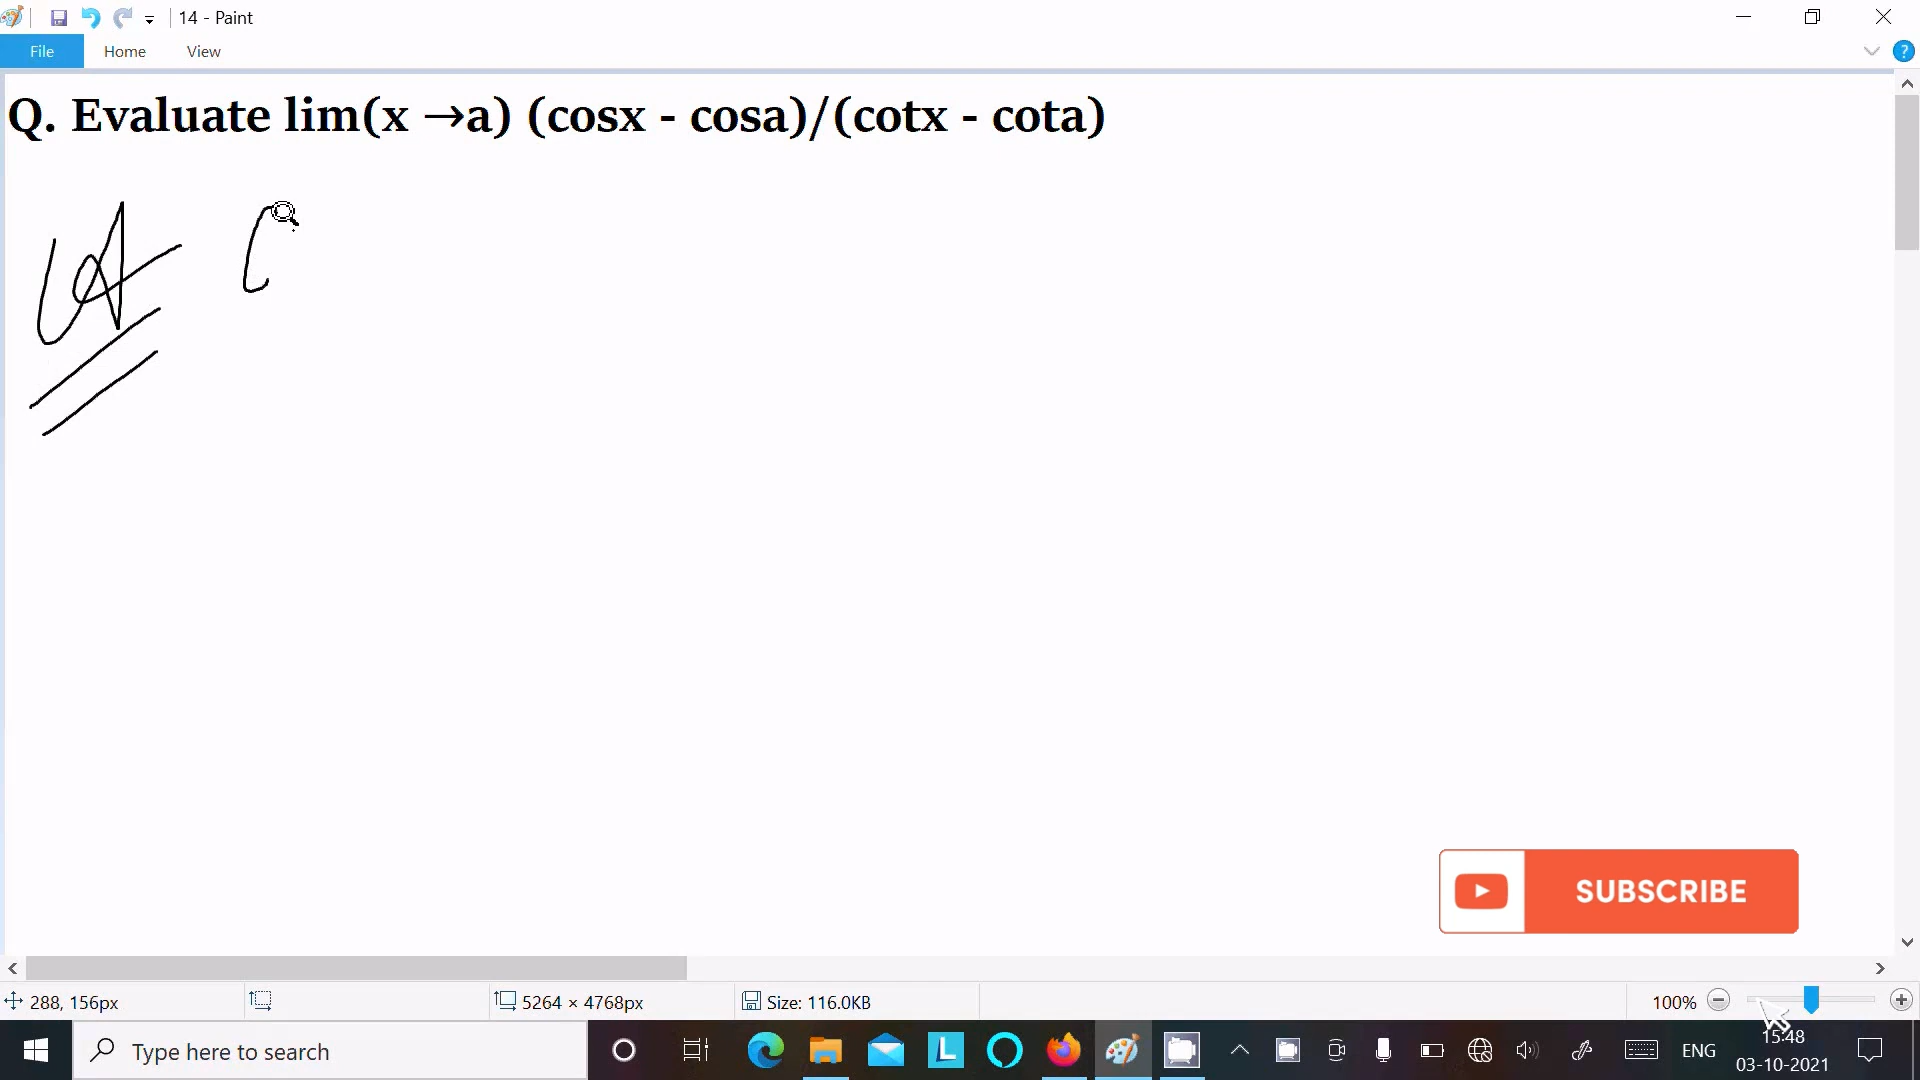 14 - Paint
File Home View
Q. Evaluate lim(x →a) (cosx - cosa)/(cotx - cota)
SUBSCRIBE
288, 156px 5264 × 4768px Size: 116.0KB 100%
Type here to search
ENG
15:48
03-10-2021